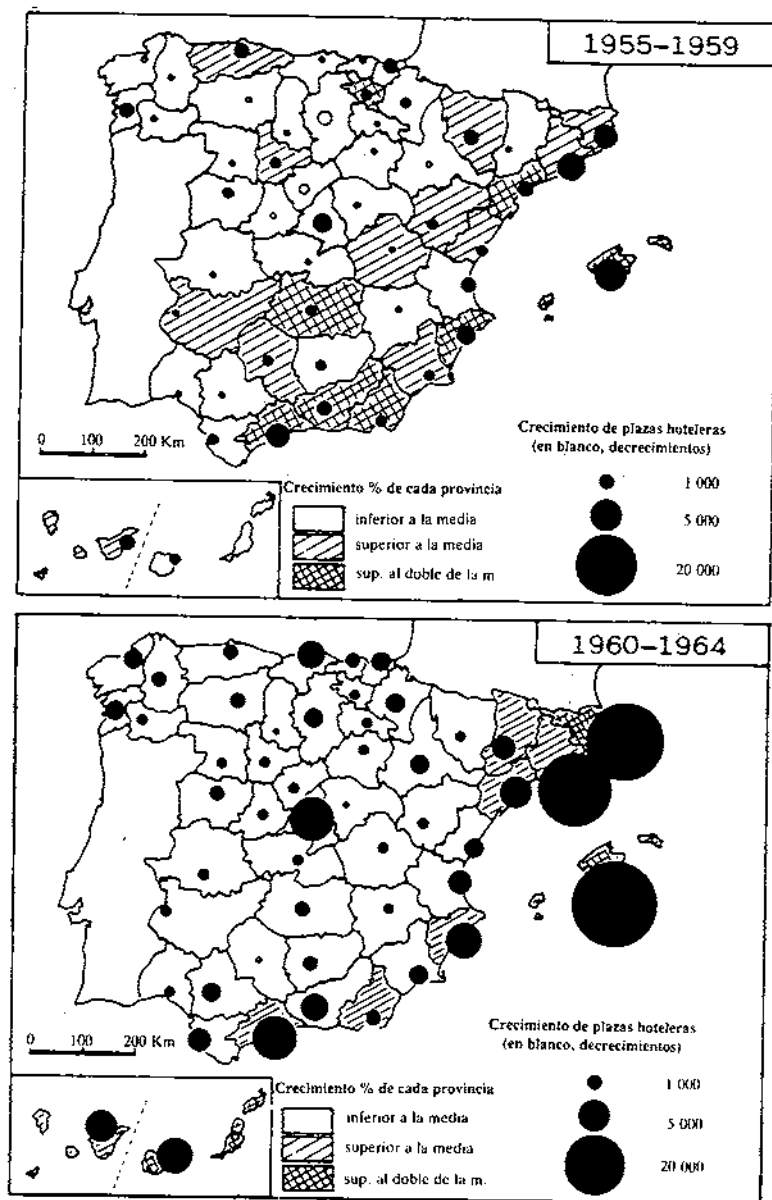 1955-1959
0 100 200 Km
Crecimiento de plazas hoteleras
(en blanco, decrecimientos)
1 000
5 000
20 000
Crecimiento % de cada provincia
inferior a la media
superior a la media
sup. al doble de la m
1960-1964
0 100 200 Km
Crecimiento de plazas hoteleras
(en blanco, decrecimientos)
1 000
5 000
20 000
Crecimiento % de cada provincia
inferior a la media
superior a la media
sup. al doble de la m.